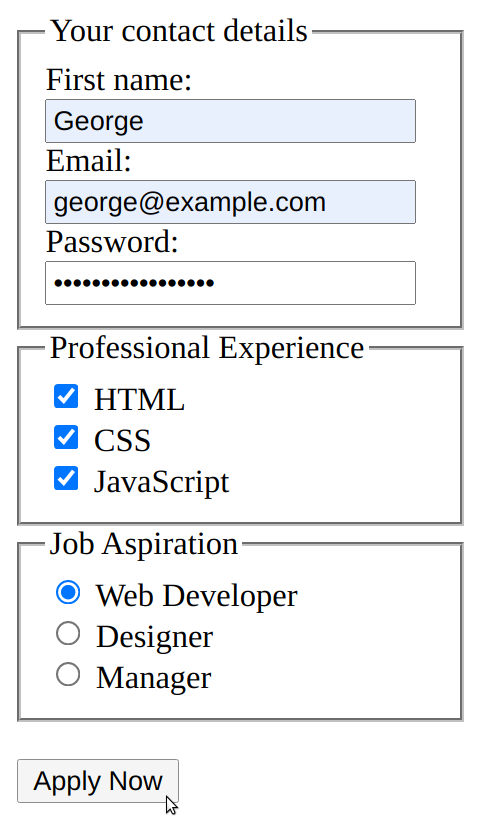 Your contact details
First name:
George
Email:
george@example.com
Password:
•••••••••••••••••
Professional Experience
HTML
CSS
JavaScript
Job Aspiration
Web Developer
Designer
Manager
Apply Now